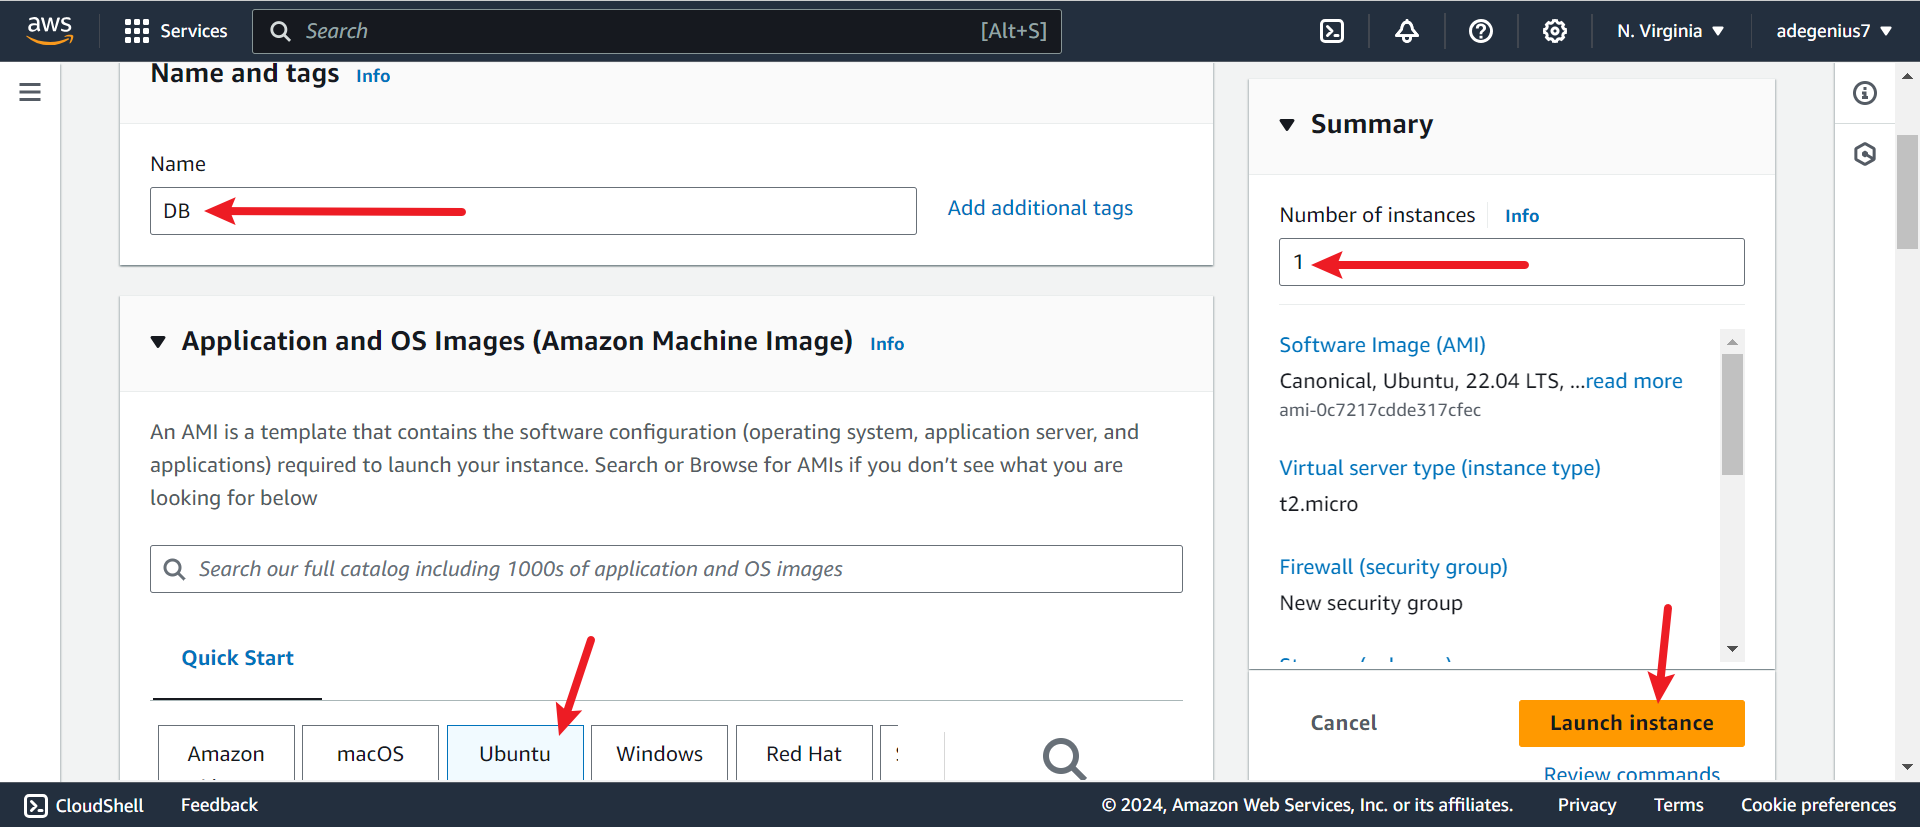 aws Services Search [Alt+S] N. Virginia adegenius7
Name and tags Info
Name
DB
Add additional tags
Application and OS Images (Amazon Machine Image) Info
An AMI is a template that contains the software configuration (operating system, application server, and
applications) required to launch your instance. Search or Browse for AMIs if you don’t see what you are
looking for below
Search our full catalog including 1000s of application and OS images
Quick Start
Amazon macOS Ubuntu Windows Red Hat
Summary
Number of instances Info
1
Software Image (AMI)
Canonical, Ubuntu, 22.04 LTS, ...read more
ami-0c7217cdde317cfec
Virtual server type (instance type)
t2.micro
Firewall (security group)
New security group
Cancel Launch instance
Review commands
CloudShell Feedback © 2024, Amazon Web Services, Inc. or its affiliates. Privacy Terms Cookie preferences